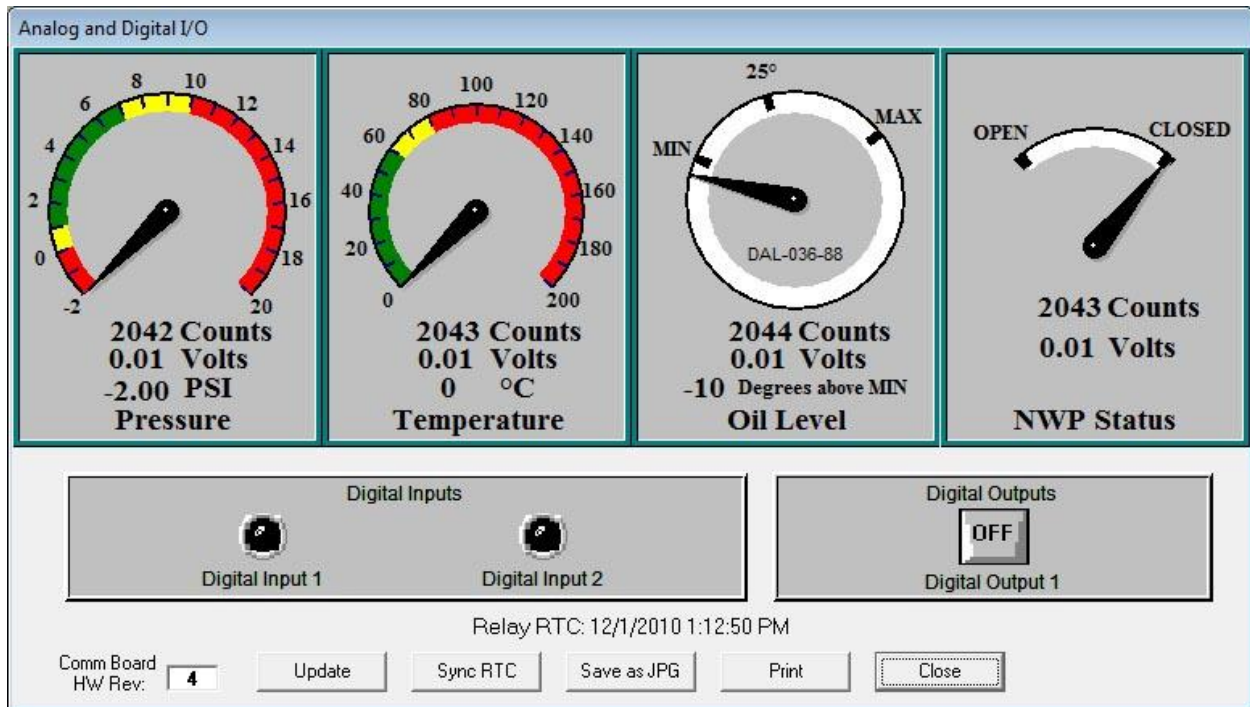 Analog and Digital I/O
8 10
6 12
4 14
2 16
0 18
-2 20
2042 Counts
0.01 Volts
-2.00 PSI
Pressure
100
80 120
60 140
40 160
20 180
0 200
2043 Counts
0.01 Volts
0 °C
Temperature
25°
MIN MAX
DAL-036-88
2044 Counts
0.01 Volts
-10 Degrees above MIN
Oil Level
OPEN CLOSED
2043 Counts
0.01 Volts
NWP Status
Digital Inputs
Digital Input 1 Digital Input 2
Digital Outputs
OFF
Digital Output 1
Relay RTC: 12/1/2010 1:12:50 PM
Comm Board
HW Rev: 4
Update Sync RTC Save as JPG Print Close